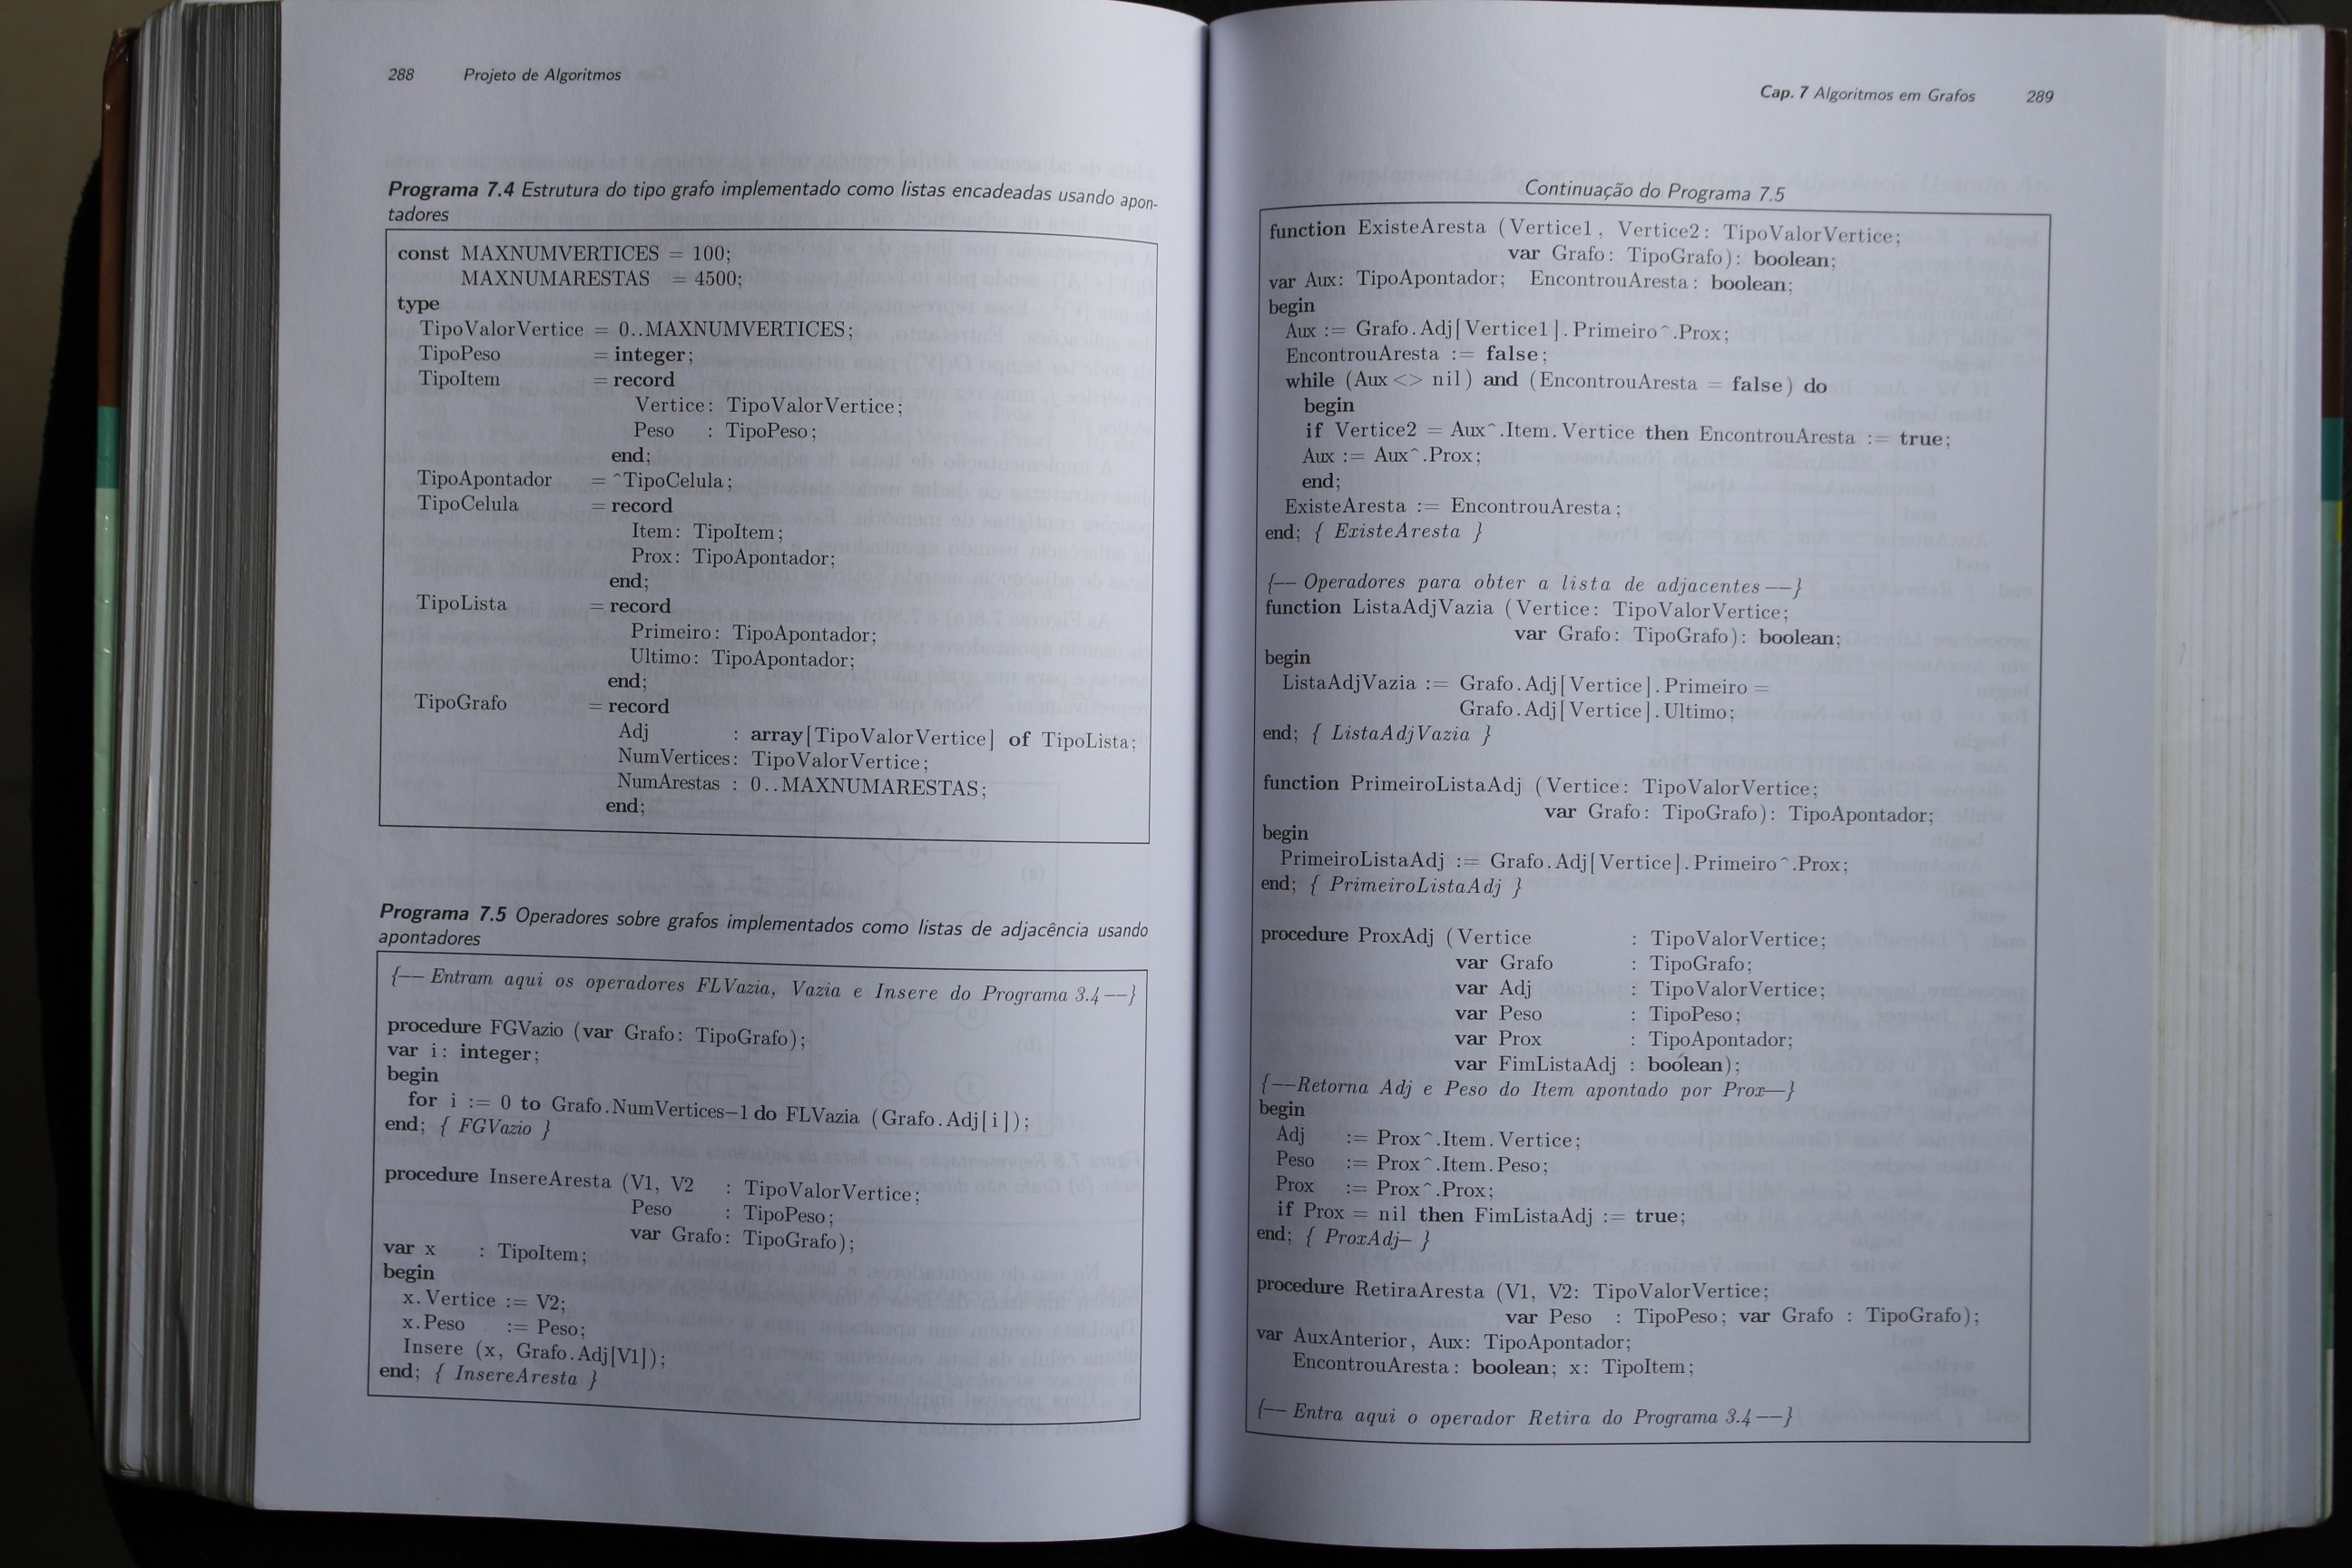 288 Projeto de Algoritmos
Programa 7.4 Estrutura do tipo grafo implementado como listas encadeadas usando apon-
tadores
const MAXNUMVERTICES = 100;
MAXNUMARESTAS = 4500;
type
TipoValorVertice = 0..MAXNUMVERTICES;
TipoPeso = integer;
TipoItem = record
Vertice: TipoValorVertice;
Peso : TipoPeso;
end;
TipoApontador = ^TipoCelula;
TipoCelula = record
Item: TipoItem;
Prox: TipoApontador;
end;
TipoLista = record
Primeiro: TipoApontador;
Ultimo: TipoApontador;
end;
TipoGrafo = record
Adj : array[TipoValorVertice] of TipoLista;
NumVertices: TipoValorVertice;
NumArestas : 0..MAXNUMARESTAS;
end;
Programa 7.5 Operadores sobre grafos implementados como listas de adjacência usando
apontadores
{-- Entram aqui os operadores FLVazia, Vazia e Insere do Programa 3.4--}
procedure FGVazio (var Grafo: TipoGrafo);
var i: integer;
begin
for i := 0 to Grafo.NumVertices-1 do FLVazia (Grafo.Adj[i]);
end; { FGVazio }
procedure InsereAresta (V1, V2 : TipoValorVertice;
Peso : TipoPeso;
var Grafo: TipoGrafo);
var x : TipoItem;
begin
x.Vertice := V2;
x.Peso := Peso;
Insere (x, Grafo.Adj[V1]);
end; { InsereAresta }
Cap.7 Algoritmos em Grafos 289
Continuação do Programa 7.5
function ExisteAresta (Vertice1, Vertice2: TipoValorVertice;
var Grafo: TipoGrafo): boolean;
var Aux: TipoApontador; EncontrouAresta: boolean;
begin
Aux := Grafo.Adj[Vertice1].Primeiro^.Prox;
EncontrouAresta := false;
while (Aux <> nil) and (EncontrouAresta = false) do
begin
if Vertice2 = Aux^.Item.Vertice then EncontrouAresta := true;
Aux := Aux^.Prox;
end;
ExisteAresta := EncontrouAresta;
end; { ExisteAresta }
{-- Operadores para obter a lista de adjacentes--}
function ListaAdjVazia (Vertice: TipoValorVertice;
var Grafo: TipoGrafo): boolean;
begin
ListaAdjVazia := Grafo.Adj[Vertice].Primeiro =
Grafo.Adj[Vertice].Ultimo;
end; { ListaAdjVazia }
function PrimeiroListaAdj (Vertice: TipoValorVertice;
var Grafo: TipoGrafo): TipoApontador;
begin
PrimeiroListaAdj := Grafo.Adj[Vertice].Primeiro^.Prox;
end; { PrimeiroListaAdj }
procedure ProxAdj (Vertice : TipoValorVertice;
var Grafo : TipoGrafo;
var Adj : TipoValorVertice;
var Peso : TipoPeso;
var Prox : TipoApontador;
var FimListaAdj : boolean);
{--Retorna Adj e Peso do Item apontado por Prox--}
begin
Adj := Prox^.Item.Vertice;
Peso := Prox^.Item.Peso;
Prox := Prox^.Prox;
if Prox = nil then FimListaAdj := true;
end; { ProxAdj- }
procedure RetiraAresta (V1, V2: TipoValorVertice;
var Peso : TipoPeso; var Grafo : TipoGrafo);
var AuxAnterior, Aux: TipoApontador;
EncontrouAresta: boolean; x: TipoItem;
{-- Entra aqui o operador Retira do Programa 3.4--}